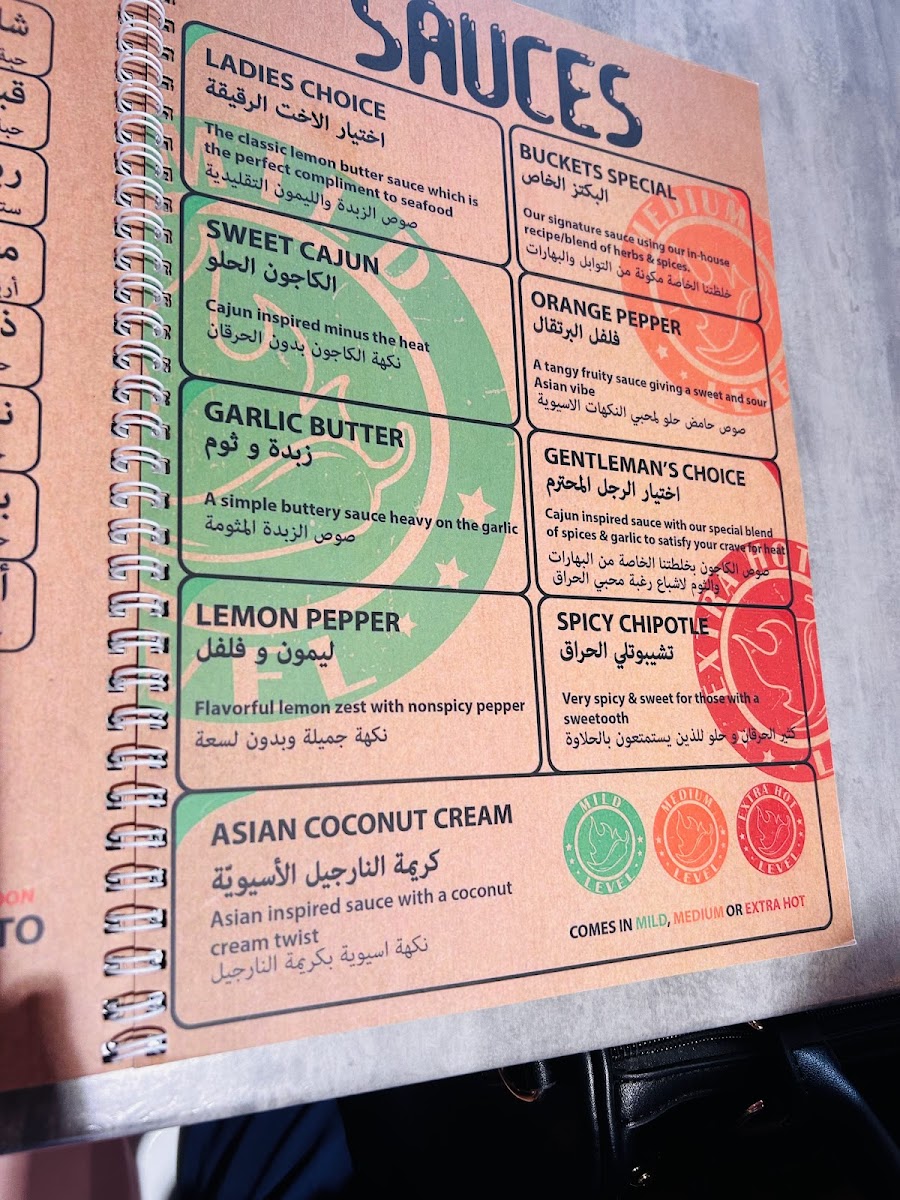 SAUCES
LADIES CHOICE
اختيار الاخت الرقيقة
The classic lemon butter sauce which is
the perfect compliment to seafood
صوص الزبدة والليمون التقليدية
SWEET CAJUN
الكاجون الحلو
Cajun inspired minus the heat
نكهة الكاجون بدون الحرقان
GARLIC BUTTER
زبدة و ثوم
A simple buttery sauce heavy on the garlic
صوص الزبدة المثومة
LEMON PEPPER
ليمون و فلفل
Flavorful lemon zest with nonspicy pepper
نكهة جميلة وبدون لسعة
BUCKETS SPECIAL
البكتز الخاص
Our signature sauce using our in-house
recipe/blend of herbs & spices.
خلطتنا الخاصة مكونة من التوابل والبهارات
ORANGE PEPPER
فلفل البرتقال
A tangy fruity sauce giving a sweet and sour
Asian vibe
صوص حامض حلو لمحبي النكهات الاسيوية
GENTLEMAN'S CHOICE
اختيار الرجل المحترم
Cajun inspired sauce with our special blend
of spices & garlic to satisfy your crave for heat
صوص الكاجون بخلطتنا الخاصة من البهارات
والثوم لاشباع رغبة محبي الحراق
SPICY CHIPOTLE
تشيبوتلي الحراق
Very spicy & sweet for those with a
sweetooth
كثير الحرقان و حلو للذين يستمتعون بالحلاوة
MEDIUM
LEVEL
EXTRA HOT
ASIAN COCONUT CREAM
كريمة النارجيل الأسيويّة
Asian inspired sauce with a coconut
cream twist
نكهة اسيوية بكريمة النارجيل
MILD
LEVEL
MEDIUM
LEVEL
EXTRA HOT
LEVEL
COMES IN MILD, MEDIUM OR EXTRA HOT
TO